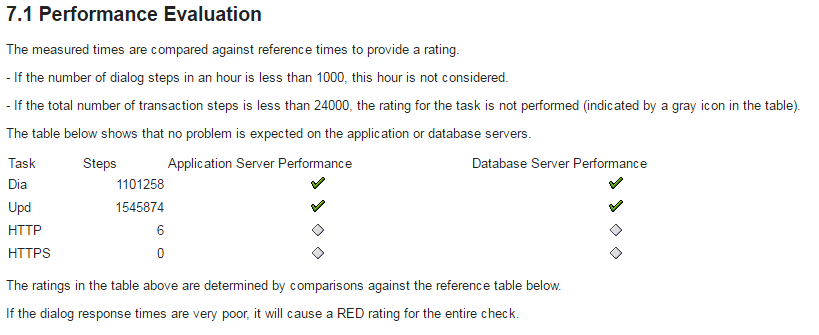 7.1 Performance Evaluation
The measured times are compared against reference times to provide a rating.
- If the number of dialog steps in an hour is less than 1000, this hour is not considered.
- If the total number of transaction steps is less than 24000, the rating for the task is not performed (indicated by a gray icon in the table).
The table below shows that no problem is expected on the application or database servers.
Task Steps Application Server Performance Database Server Performance
Dia 1101258
Upd 1545874
HTTP 6
HTTPS 0
The ratings in the table above are determined by comparisons against the reference table below.
If the dialog response times are very poor, it will cause a RED rating for the entire check.